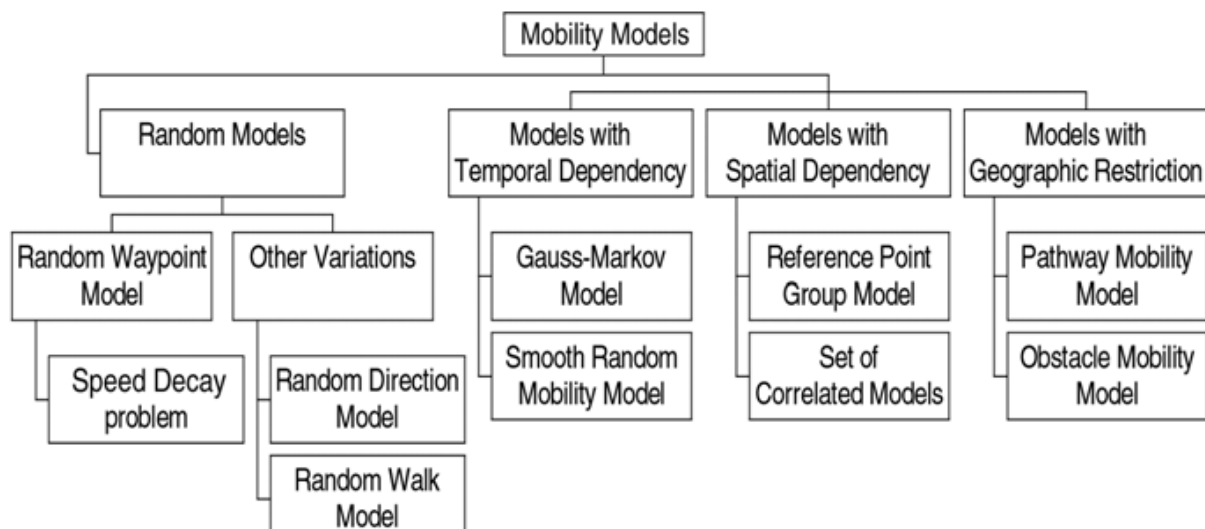 Mobility Models
Random Models
Models with
Temporal Dependency
Models with
Spatial Dependency
Models with
Geographic Restriction
Random Waypoint
Model
Other Variations
Gauss-Markov
Model
Reference Point
Group Model
Pathway Mobility
Model
Speed Decay
problem
Random Direction
Model
Smooth Random
Mobility Model
Set of
Correlated Models
Obstacle Mobility
Model
Random Walk
Model